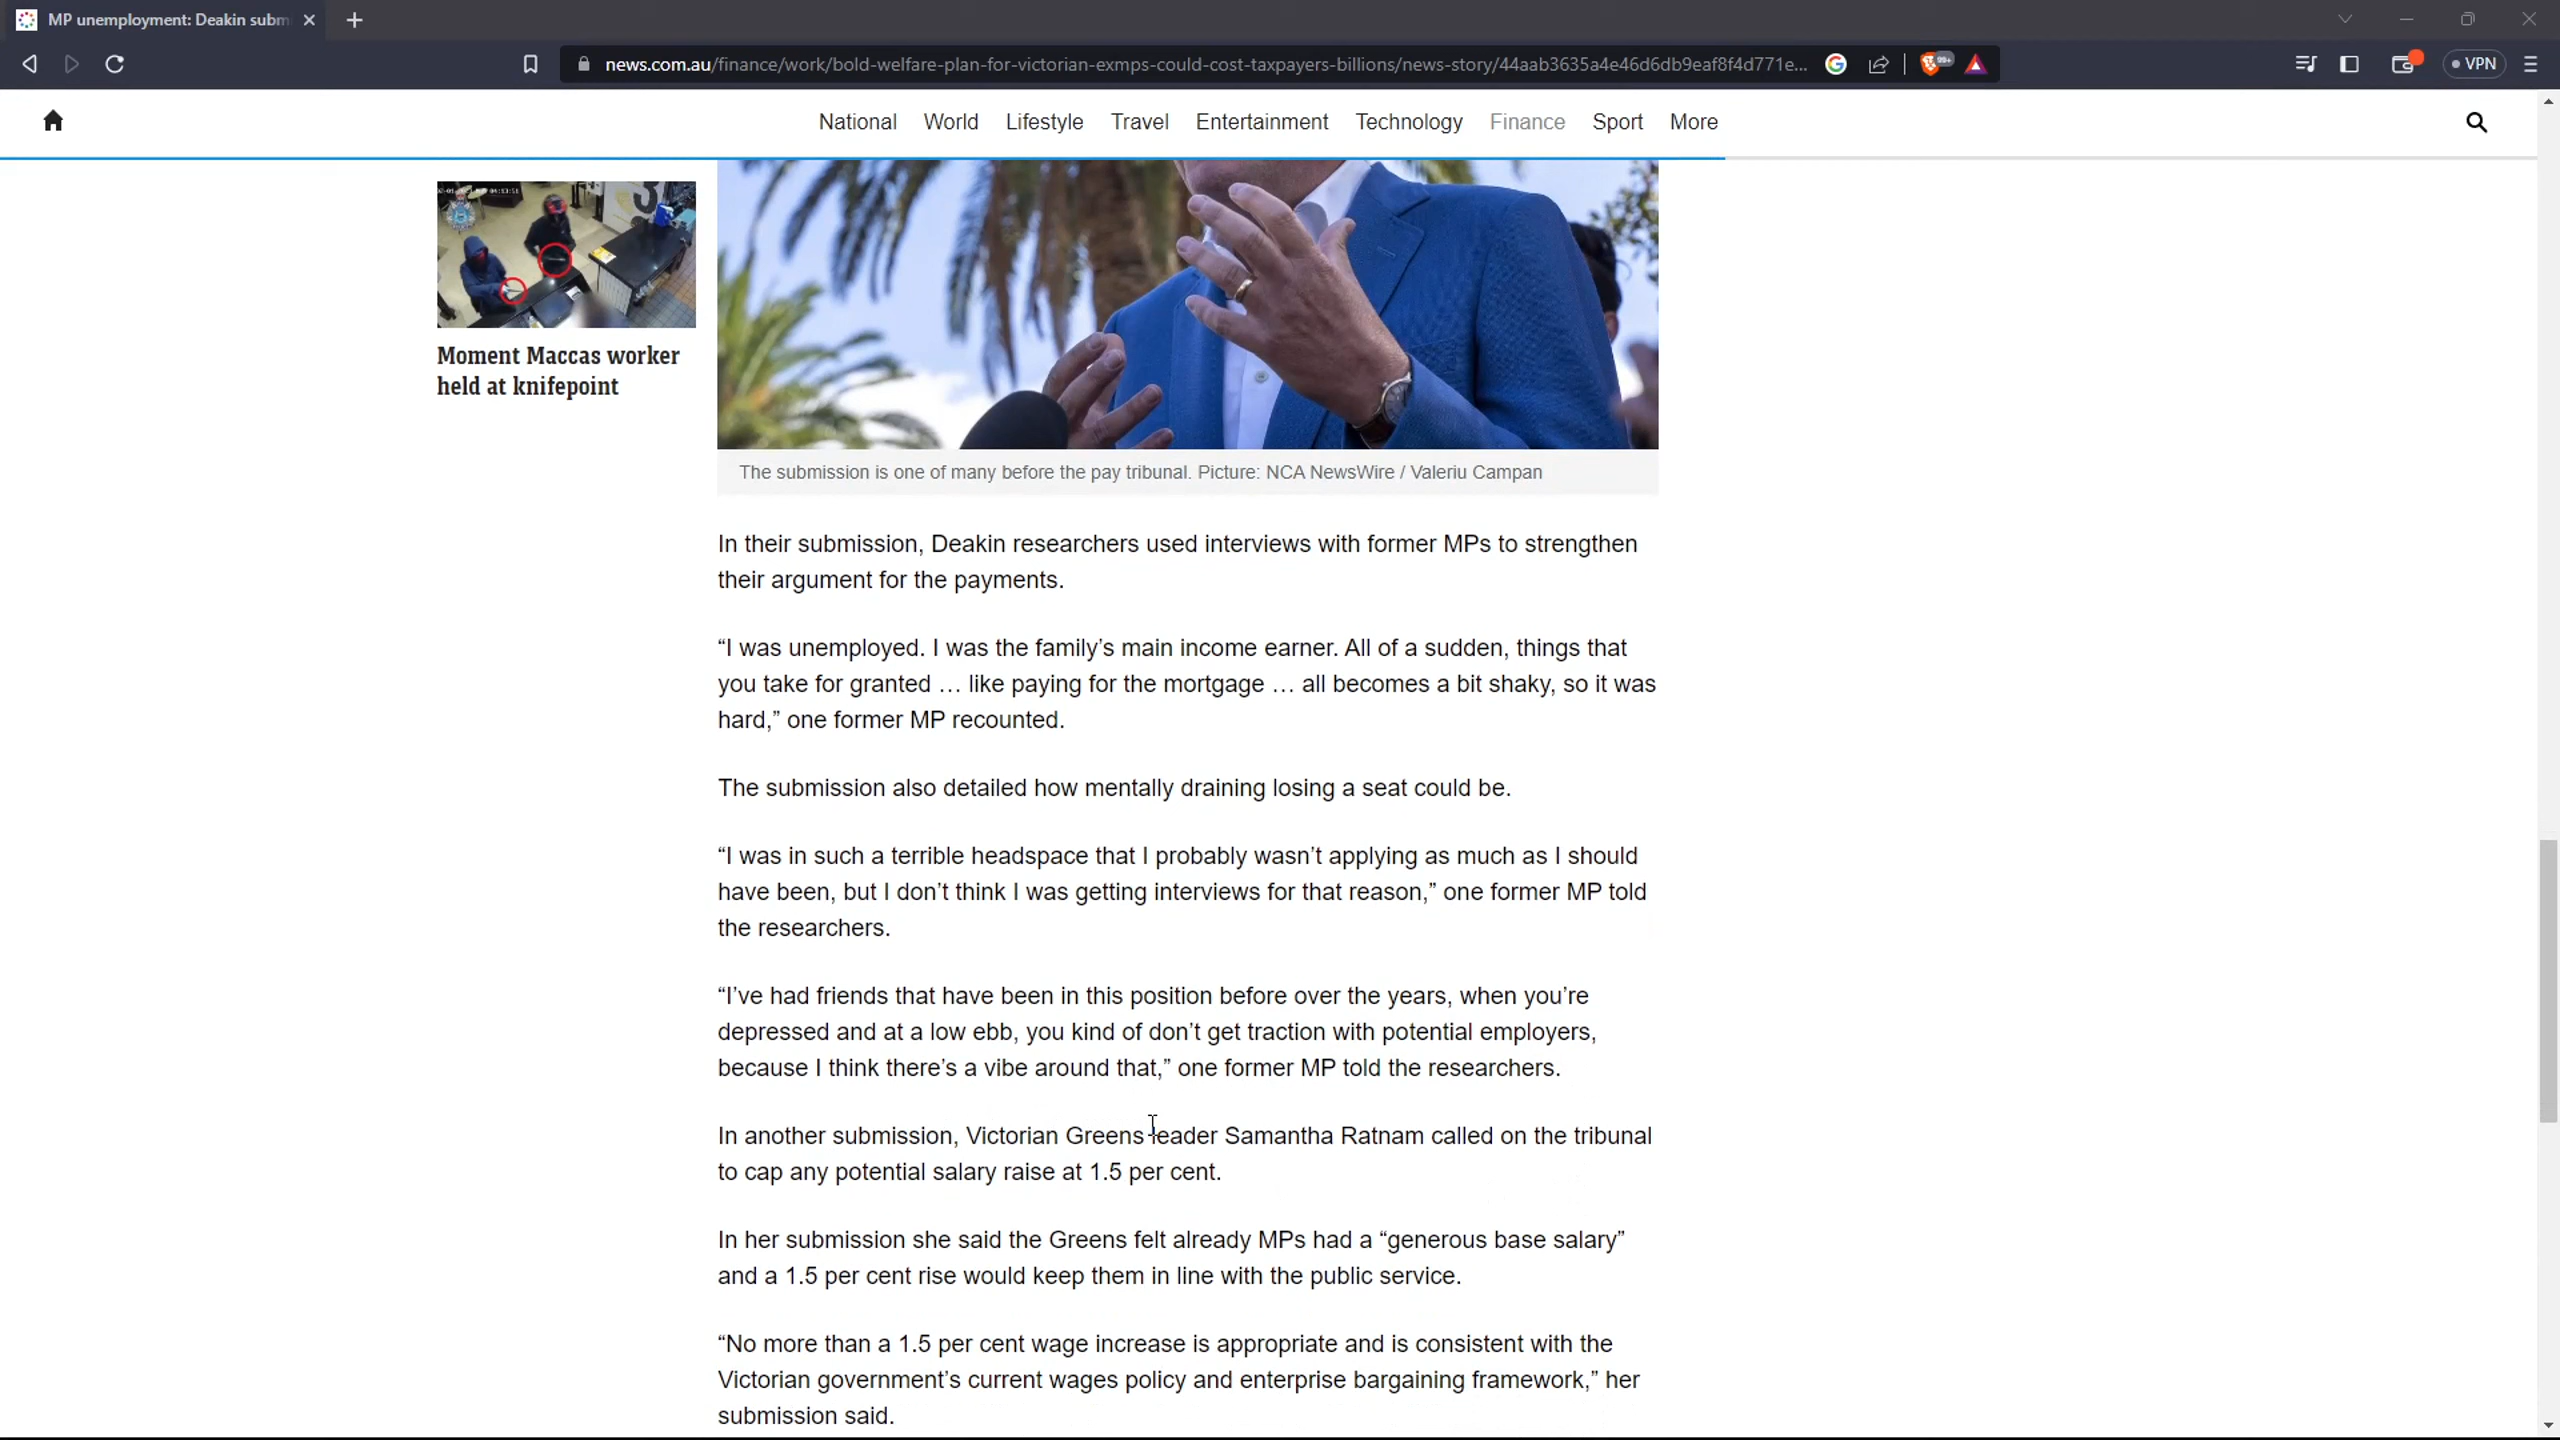 MP unemployment: Deakin subm
news.com.au/finance/work/bold-welfare-plan-for-victorian-exmps-could-cost-taxpayers-billions/news-story/44aab3635a4e46d6db9eaf8f4d771e...
99+
VPN
National World Lifestyle Travel Entertainment Technology Finance Sport More
Moment Maccas worker
held at knifepoint
The submission is one of many before the pay tribunal. Picture: NCA NewsWire / Valeriu Campan
In their submission, Deakin researchers used interviews with former MPs to strengthen
their argument for the payments.
“I was unemployed. I was the family’s main income earner. All of a sudden, things that
you take for granted … like paying for the mortgage … all becomes a bit shaky, so it was
hard,” one former MP recounted.
The submission also detailed how mentally draining losing a seat could be.
“I was in such a terrible headspace that I probably wasn’t applying as much as I should
have been, but I don’t think I was getting interviews for that reason,” one former MP told
the researchers.
“I’ve had friends that have been in this position before over the years, when you’re
depressed and at a low ebb, you kind of don’t get traction with potential employers,
because I think there’s a vibe around that,” one former MP told the researchers.
In another submission, Victorian Greens leader Samantha Ratnam called on the tribunal
to cap any potential salary raise at 1.5 per cent.
In her submission she said the Greens felt already MPs had a “generous base salary”
and a 1.5 per cent rise would keep them in line with the public service.
“No more than a 1.5 per cent wage increase is appropriate and is consistent with the
Victorian government’s current wages policy and enterprise bargaining framework,” her
submission said.